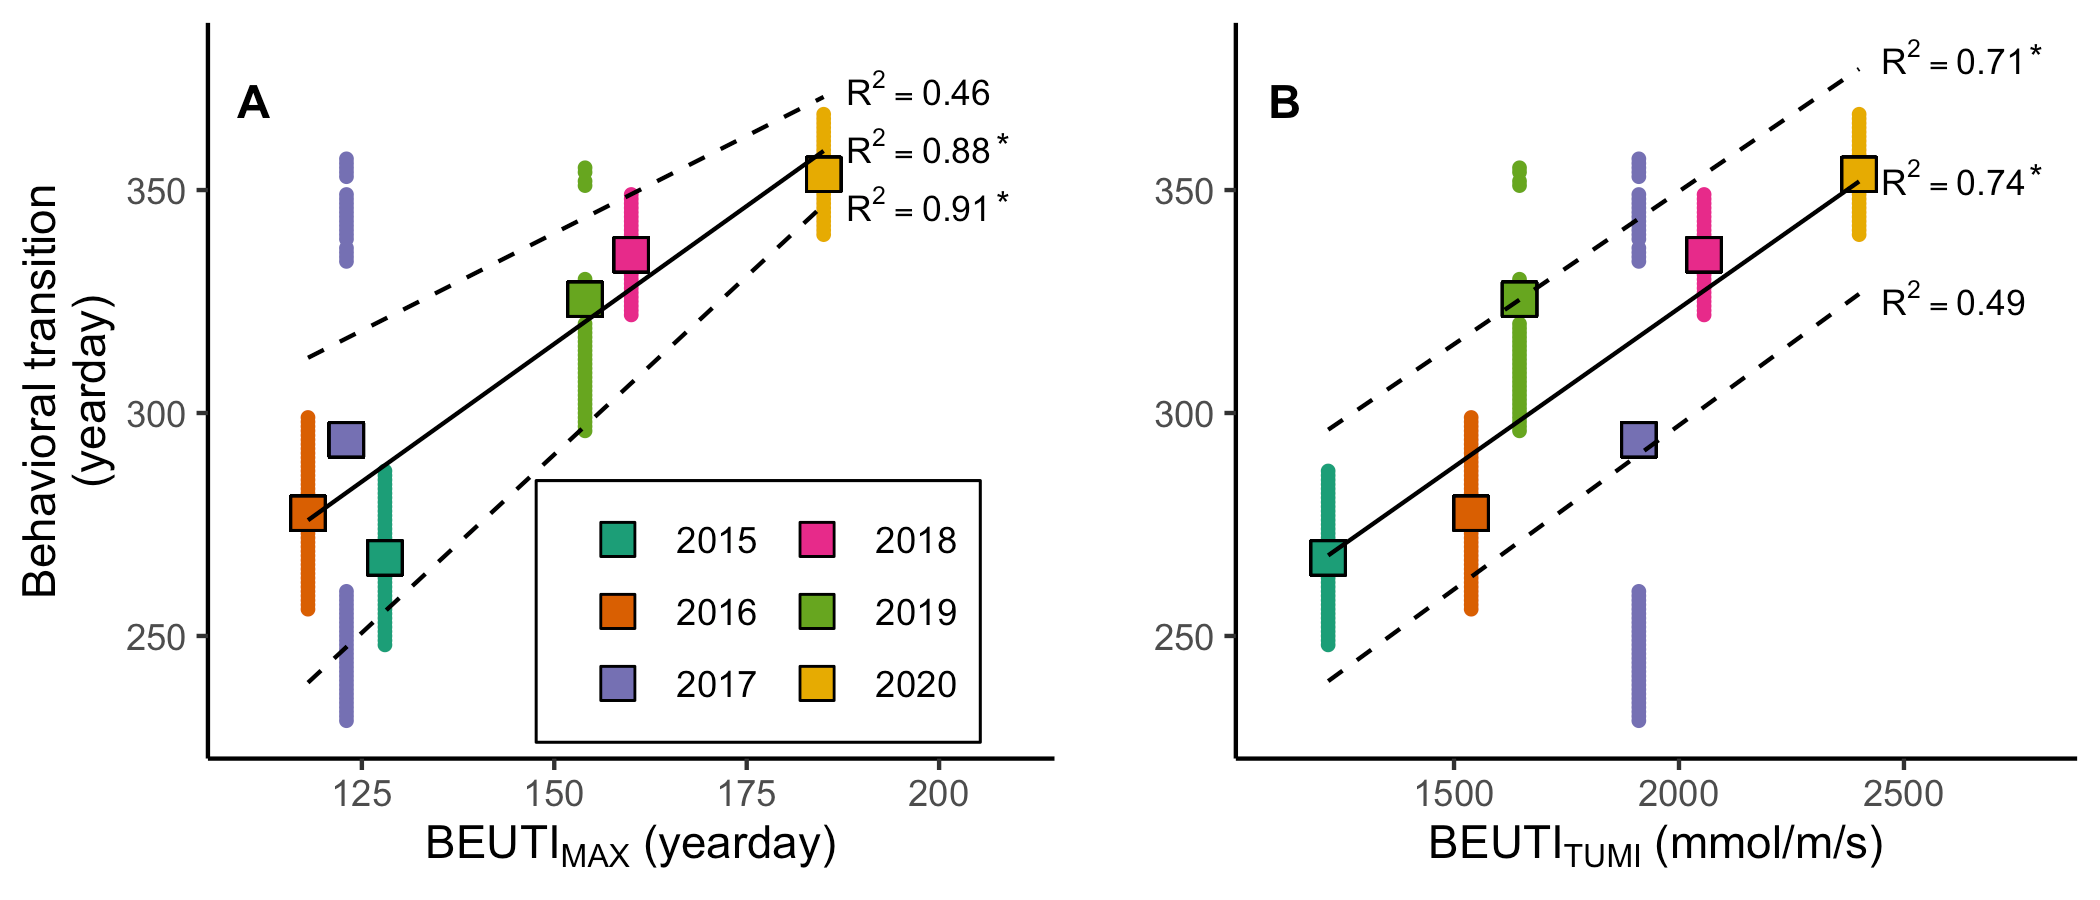 A
R² = 0.46
R² = 0.88 *
R² = 0.91 *
350
300
250
Behavioral transition
(yearday)
2015
2018
2016
2019
2017
2020
125
150
175
200
BEUTI_MAX (yearday)
B
R² = 0.71 *
R² = 0.74 *
R² = 0.49
350
300
250
1500
2000
2500
BEUTI_TUMI (mmol/m/s)